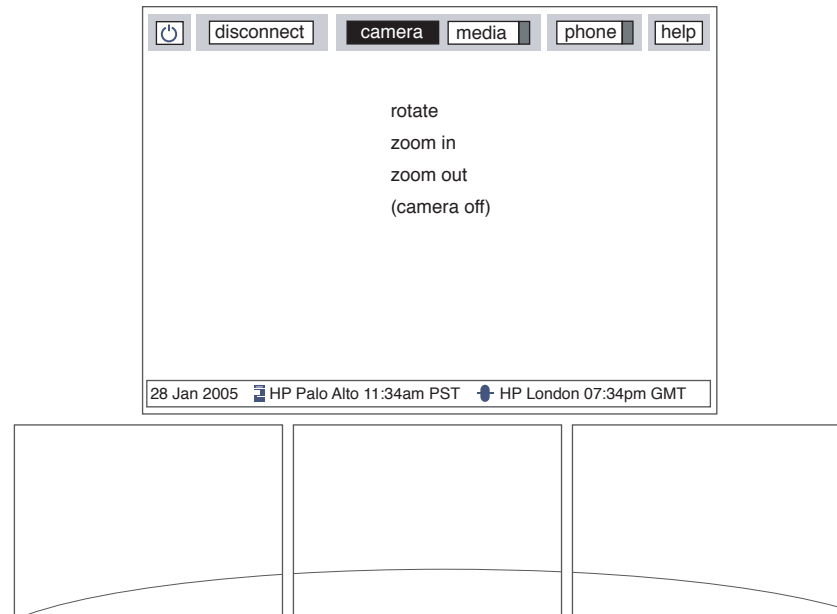 disconnect camera media phone help
rotate
zoom in
zoom out
(camera off)
28 Jan 2005 HP Palo Alto 11:34am PST HP London 07:34pm GMT